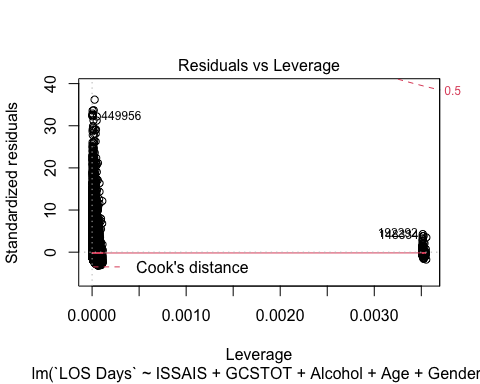 Residuals vs Leverage
Standardized residuals
40
30
20
10
0
449956
0.5
192292
Cook's distance
0.0000
0.0010
0.0020
0.0030
Leverage
lm(`LOS Days` ~ ISSAIS + GCSTOT + Alcohol + Age + Gender